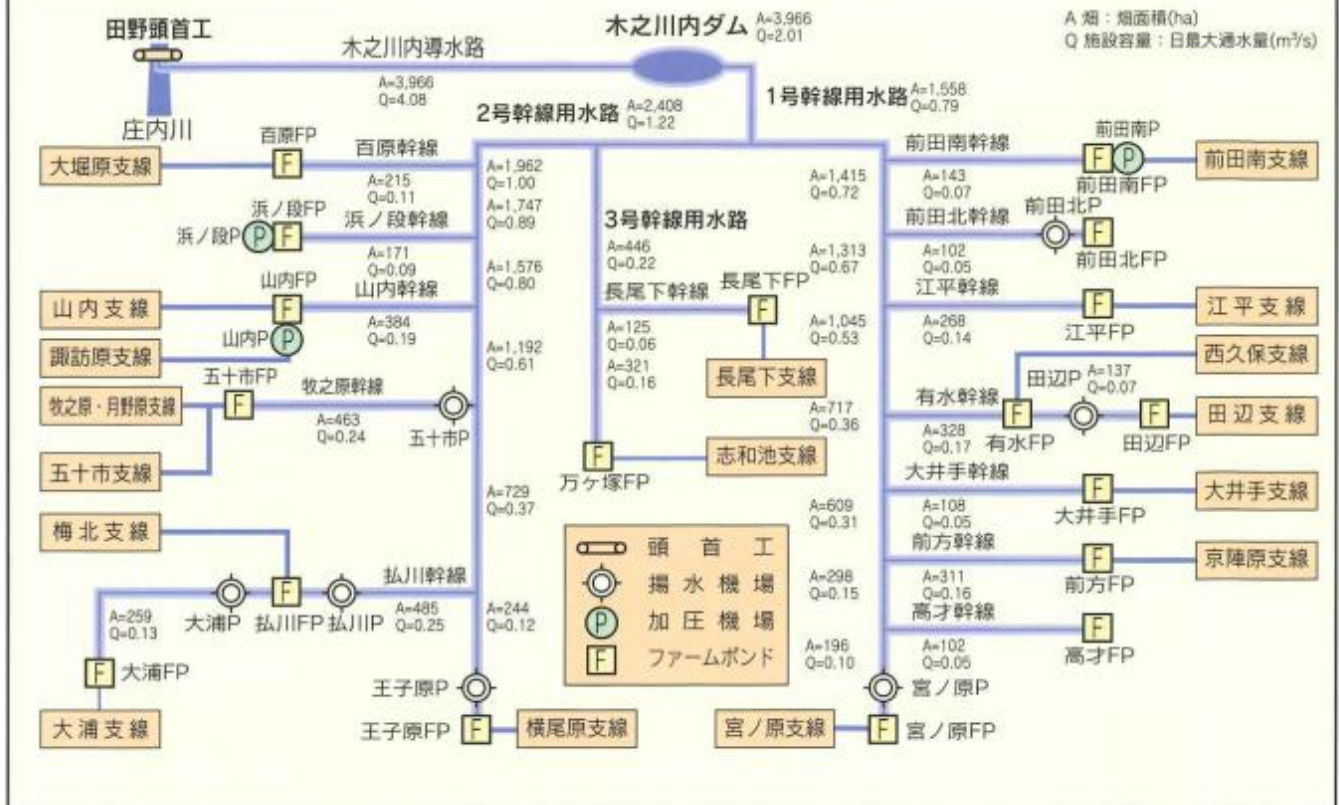 田野頭首工
木之川内ダム
A=3,966
Q=2.01
A 畑：畑面積(ha)
Q 施設容量：日最大通水量(m³/s)
木之川内導水路
A=3,966
Q=4.08
庄内川
2号幹線用水路
A=2,408
Q=1.22
1号幹線用水路
A=1,558
Q=0.79
大堀原支線
百原FP
F
百原幹線
A=215
Q=0.11
A=1,962
Q=1.00
浜ノ段FP
浜ノ段P
P
F
浜ノ段幹線
A=171
Q=0.09
A=1,747
Q=0.89
山内支線
山内FP
F
山内幹線
A=384
Q=0.19
A=1,576
Q=0.80
諏訪原支線
山内P
P
A=1,192
Q=0.61
牧之原・月野原支線
五十市FP
F
牧之原幹線
A=463
Q=0.24
五十市P
五十市支線
A=729
Q=0.37
梅北支線
払川幹線
A=259
Q=0.13
大浦P
F
払川FP
払川P
A=485
Q=0.25
A=244
Q=0.12
F
大浦FP
大浦支線
王子原P
王子原FP
F
横尾原支線
3号幹線用水路
A=446
Q=0.22
長尾下幹線
長尾下FP
F
A=125
Q=0.06
A=321
Q=0.16
長尾下支線
F
万ヶ塚FP
志和池支線
頭首工
揚水機場
P
加圧機場
F
ファームポンド
前田南幹線
前田南P
F
P
前田南FP
前田南支線
A=1,415
Q=0.72
A=143
Q=0.07
前田北幹線
前田北P
F
前田北FP
A=1,313
Q=0.67
A=102
Q=0.05
江平幹線
F
江平FP
江平支線
A=1,045
Q=0.53
A=268
Q=0.14
西久保支線
有水幹線
F
有水FP
田辺P
A=137
Q=0.07
F
田辺FP
田辺支線
A=717
Q=0.36
A=328
Q=0.17
大井手幹線
F
大井手FP
大井手支線
A=609
Q=0.31
A=108
Q=0.05
前方幹線
F
前方FP
京陣原支線
A=298
Q=0.15
A=311
Q=0.16
高才幹線
F
高才FP
A=196
Q=0.10
A=102
Q=0.05
宮ノ原P
宮ノ原支線
F
宮ノ原FP